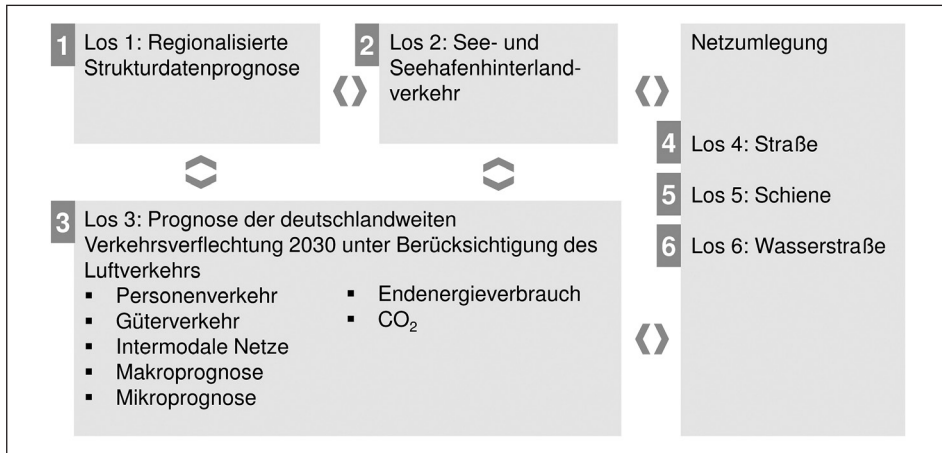 1
Los 1: Regionalisierte
Strukturdatenprognose
2
Los 2: See- und
Seehafenhinterland-
verkehr
Netzumlegung
4 Los 4: Straße
5 Los 5: Schiene
6 Los 6: Wasserstraße
3
Los 3: Prognose der deutschlandweiten
Verkehrsverflechtung 2030 unter Berücksichtigung des
Luftverkehrs
▪ Personenverkehr
▪ Güterverkehr
▪ Intermodale Netze
▪ Makroprognose
▪ Mikroprognose
▪ Endenergieverbrauch
▪ CO₂